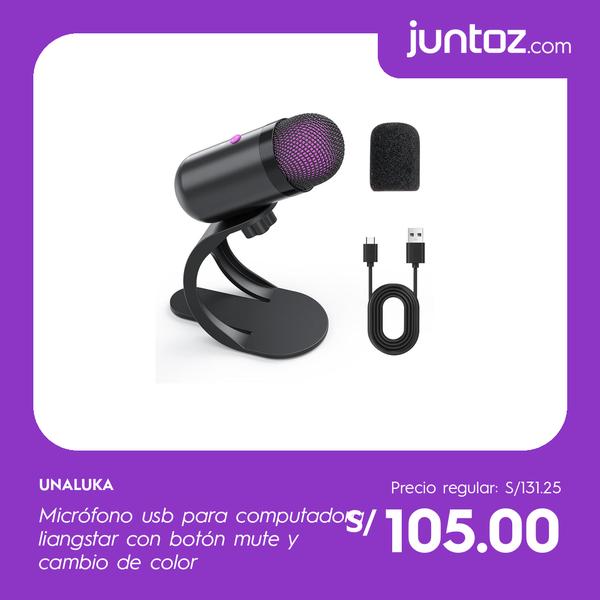 juntoz.com
UNALUKA
Micrófono usb para computadora
liangstar con botón mute y
cambio de color
Precio regular: S/131.25
S/ 105.00